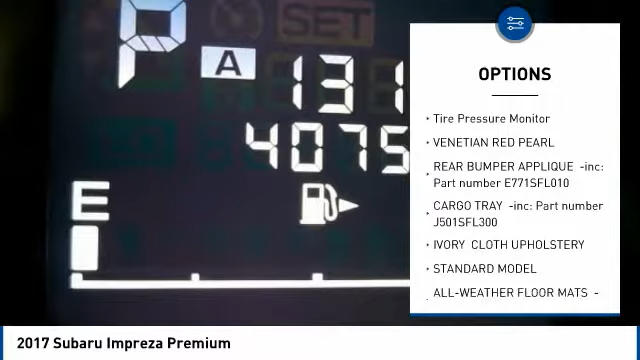 P
SET
A 131
4075
E
OPTIONS
Tire Pressure Monitor
VENETIAN RED PEARL
REAR BUMPER APPLIQUE -inc:
Part number E771SFL010
CARGO TRAY -inc: Part number
J501SFL300
IVORY CLOTH UPHOLSTERY
STANDARD MODEL
ALL-WEATHER FLOOR MATS -
2017 Subaru Impreza Premium